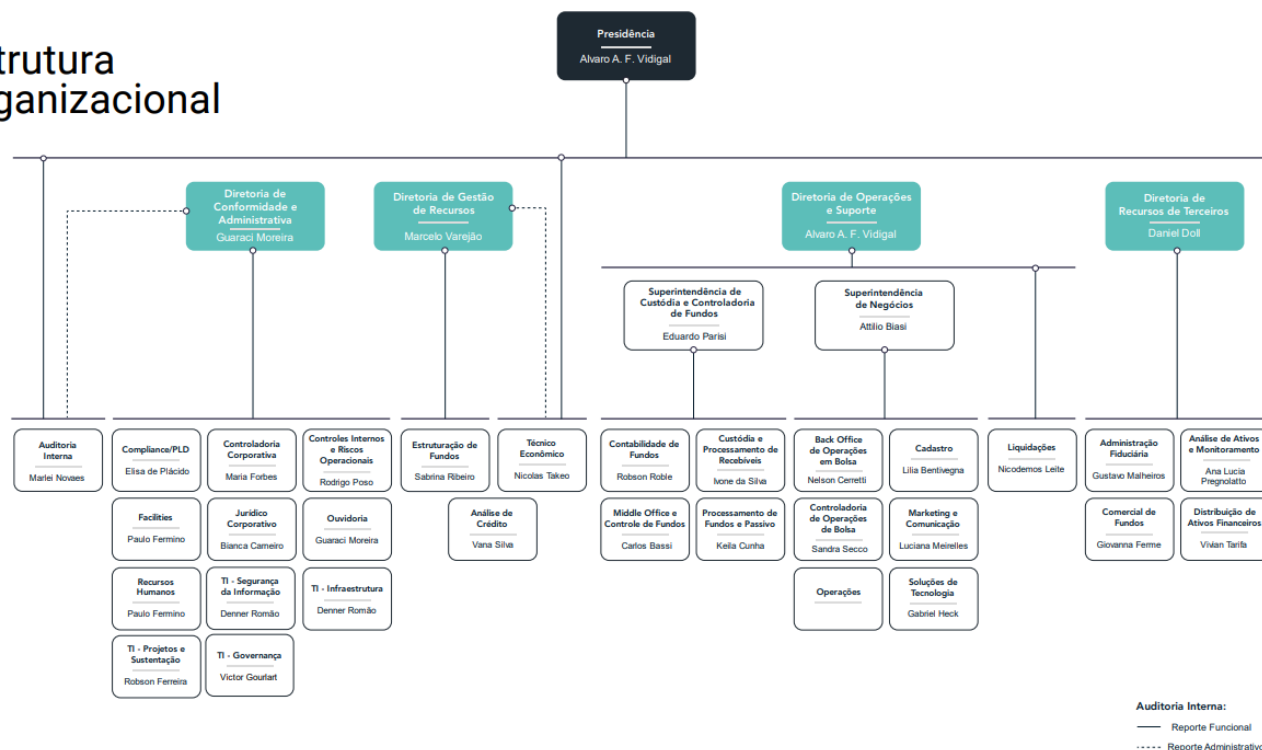 trutura
ganizacional
Presidência
Alvaro A. F. Vidigal
Diretoria de
Conformidade e
Administrativa
Guaraci Moreira
Diretoria de Gestão
de Recursos
Marcelo Varejão
Diretoria de Operações
e Suporte
Alvaro A. F. Vidigal
Diretoria de
Recursos de Terceiros
Daniel Doll
Superintendência de
Custódia e Controladoria
de Fundos
Eduardo Parisi
Superintendência
de Negócios
Attilio Biasi
Auditoria
Interna
Marlei Novaes
Compliance/PLD
Elisa de Plácido
Controladoria
Corporativa
Maria Forbes
Controles Internos
e Riscos
Operacionais
Rodrigo Poso
Estruturação de
Fundos
Sabrina Ribeiro
Técnico
Econômico
Nicolas Takeo
Contabilidade de
Fundos
Robson Roble
Custódia e
Processamento de
Recebíveis
Ivone da Silva
Back Office
de Operações
em Bolsa
Nelson Cerretti
Cadastro
Lilia Bentivegna
Liquidações
Nicodemos Leite
Administração
Fiduciária
Gustavo Malheiros
Análise de Ativos
e Monitoramento
Ana Lucia
Pregnolatto
Facilities
Paulo Fermino
Jurídico
Corporativo
Bianca Carneiro
Ouvidoria
Guaraci Moreira
Análise de
Crédito
Vana Silva
Middle Office e
Controle de Fundos
Carlos Bassi
Processamento de
Fundos e Passivo
Keila Cunha
Controladoria
de Operações
de Bolsa
Sandra Secco
Marketing e
Comunicação
Luciana Meirelles
Comercial de
Fundos
Giovanna Ferme
Distribuição de
Ativos Financeiros
Vivian Tarifa
Recursos
Humanos
Paulo Fermino
TI - Segurança
da Informação
Denner Romão
TI - Infraestrutura
Denner Romão
Operações
Soluções de
Tecnologia
Gabriel Heck
TI - Projetos e
Sustentação
Robson Ferreira
TI - Governança
Victor Gourlart
Auditoria Interna:
Reporte Funcional
Reporte Administrativo